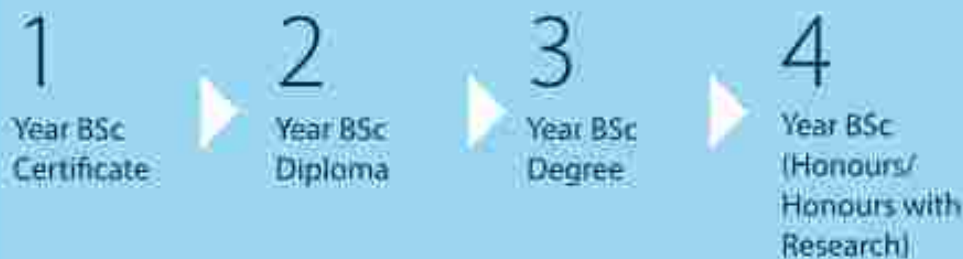 1
Year BSc
Certificate
2
Year BSc
Diploma
3
Year BSc
Degree
4
Year BSc
(Honours/
Honours with
Research)